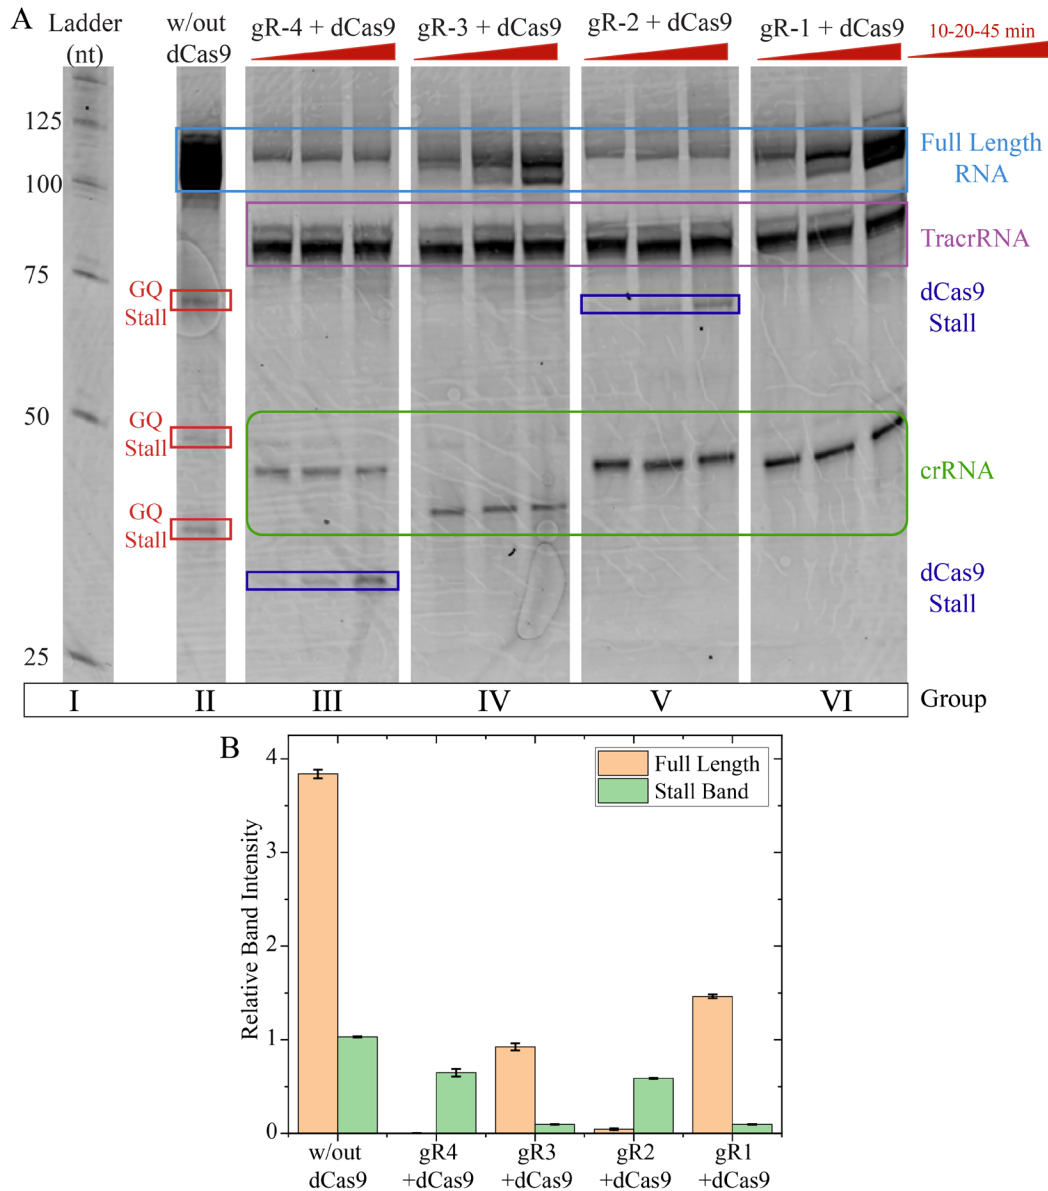 A
Ladder
(nt)
w/out
dCas9
gR-4 + dCas9
gR-3 + dCas9
gR-2 + dCas9
gR-1 + dCas9
10-20-45 min
125
100
75
50
25
Full Length
RNA
TracrRNA
dCas9
Stall
crRNA
dCas9
Stall
GQ
Stall
GQ
Stall
GQ
Stall
I II III IV V VI Group
B
Full Length
Stall Band
Relative Band Intensity
4
3
2
1
0
w/out
dCas9
gR4
+dCas9
gR3
+dCas9
gR2
+dCas9
gR1
+dCas9